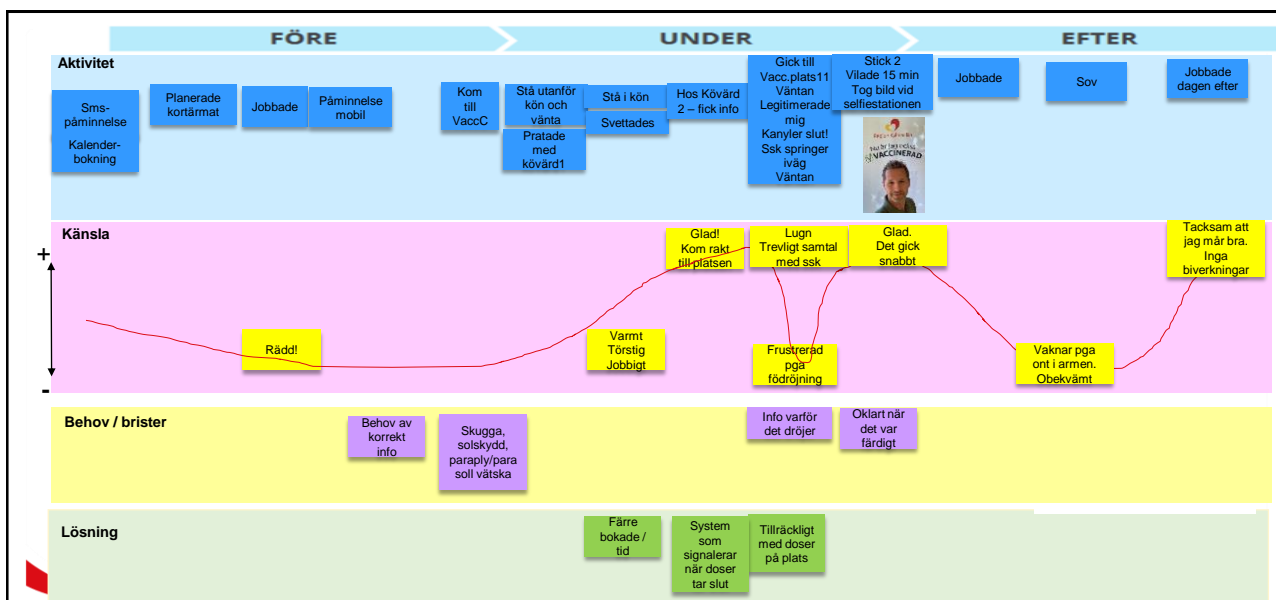 FÖRE
UNDER
EFTER
Aktivitet
Sms-
påminnelse
Kalender-
bokning
Planerade
kortärmat
Jobbade
Påminnelse
mobil
Kom
till
VaccC
Stå utanför
kön och
vänta
Pratade
med
kövärd1
Stå i kön
Svettades
Hos Kövärd
2 – fick info
Gick till
Vacc.plats11
Väntan
Legitimerade
mig
Kanyler slut!
Ssk springer
iväg
Väntan
Stick 2
Vilade 15 min
Tog bild vid
selfiestationen
VACCINERAD
Jobbade
Sov
Jobbade
dagen efter
Känsla
+
-
Rädd!
Varmt
Törstig
Jobbigt
Glad!
Kom rakt
till platsen
Lugn
Trevligt samtal
med ssk
Frustrerad
pga
födröjning
Glad.
Det gick
snabbt
Vaknar pga
ont i armen.
Obekvämt
Tacksam att
jag mår bra.
Inga
biverkningar
Behov / brister
Behov av
korrekt
info
Skugga,
solskydd,
paraply/para
soll vätska
Info varför
det dröjer
Oklart när
det var
färdigt
Lösning
Färre
bokade /
tid
System
som
signalerar
när doser
tar slut
Tillräckligt
med doser
på plats